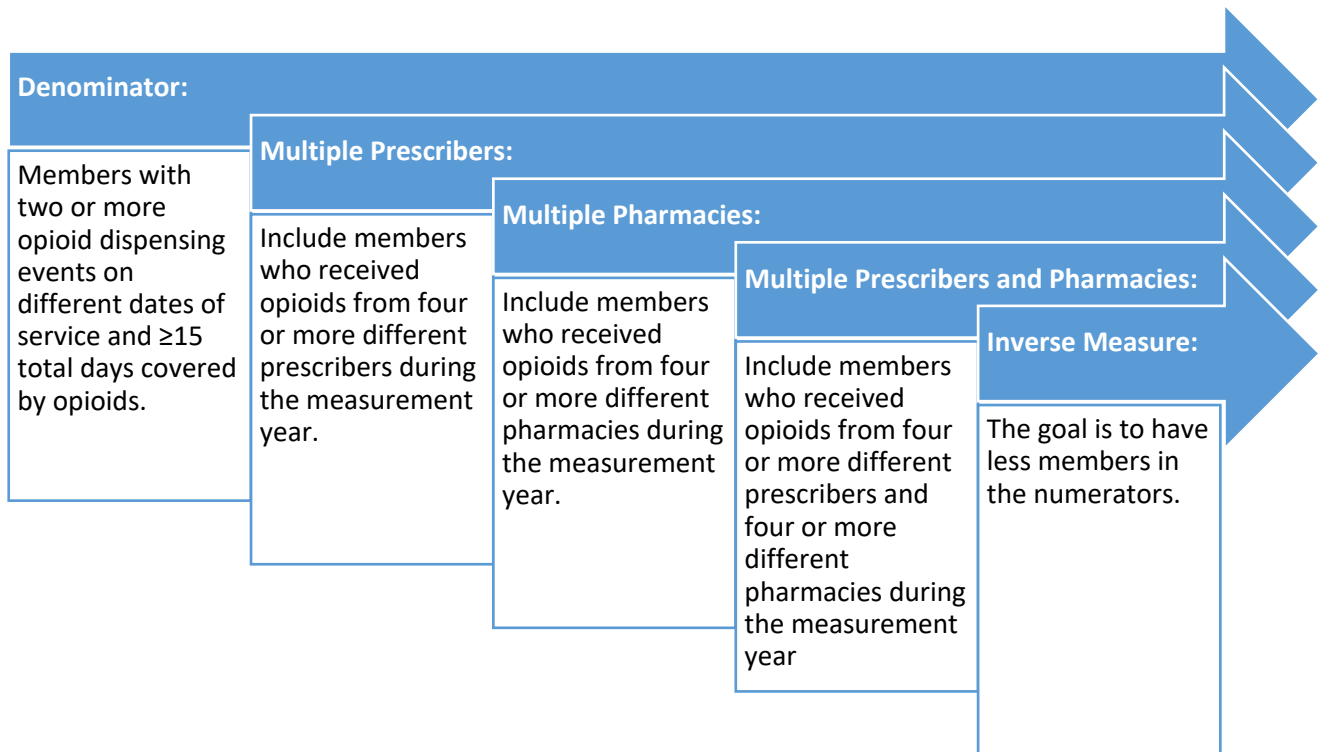 Denominator:
Members with
two or more
opioid dispensing
events on
different dates of
service and ≥15
total days covered
by opioids.
Multiple Prescribers:
Include members
who received
opioids from four
or more different
prescribers during
the measurement
year.
Multiple Pharmacies:
Include members
who received
opioids from four
or more different
pharmacies during
the measurement
year.
Multiple Prescribers and Pharmacies:
Include members
who received
opioids from four
or more different
prescribers and
four or more
different
pharmacies during
the measurement
year
Inverse Measure:
The goal is to have
less members in
the numerators.